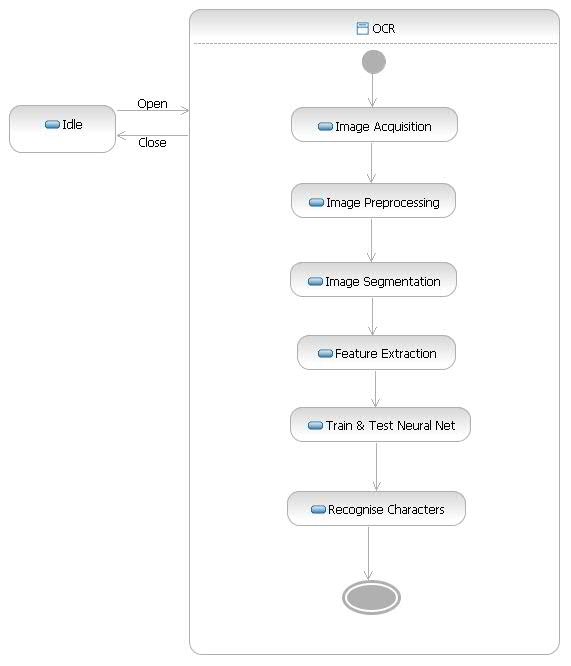 OCR
Open
Idle
Close
Image Acquisition
Image Preprocessing
Image Segmentation
Feature Extraction
Train & Test Neural Net
Recognise Characters